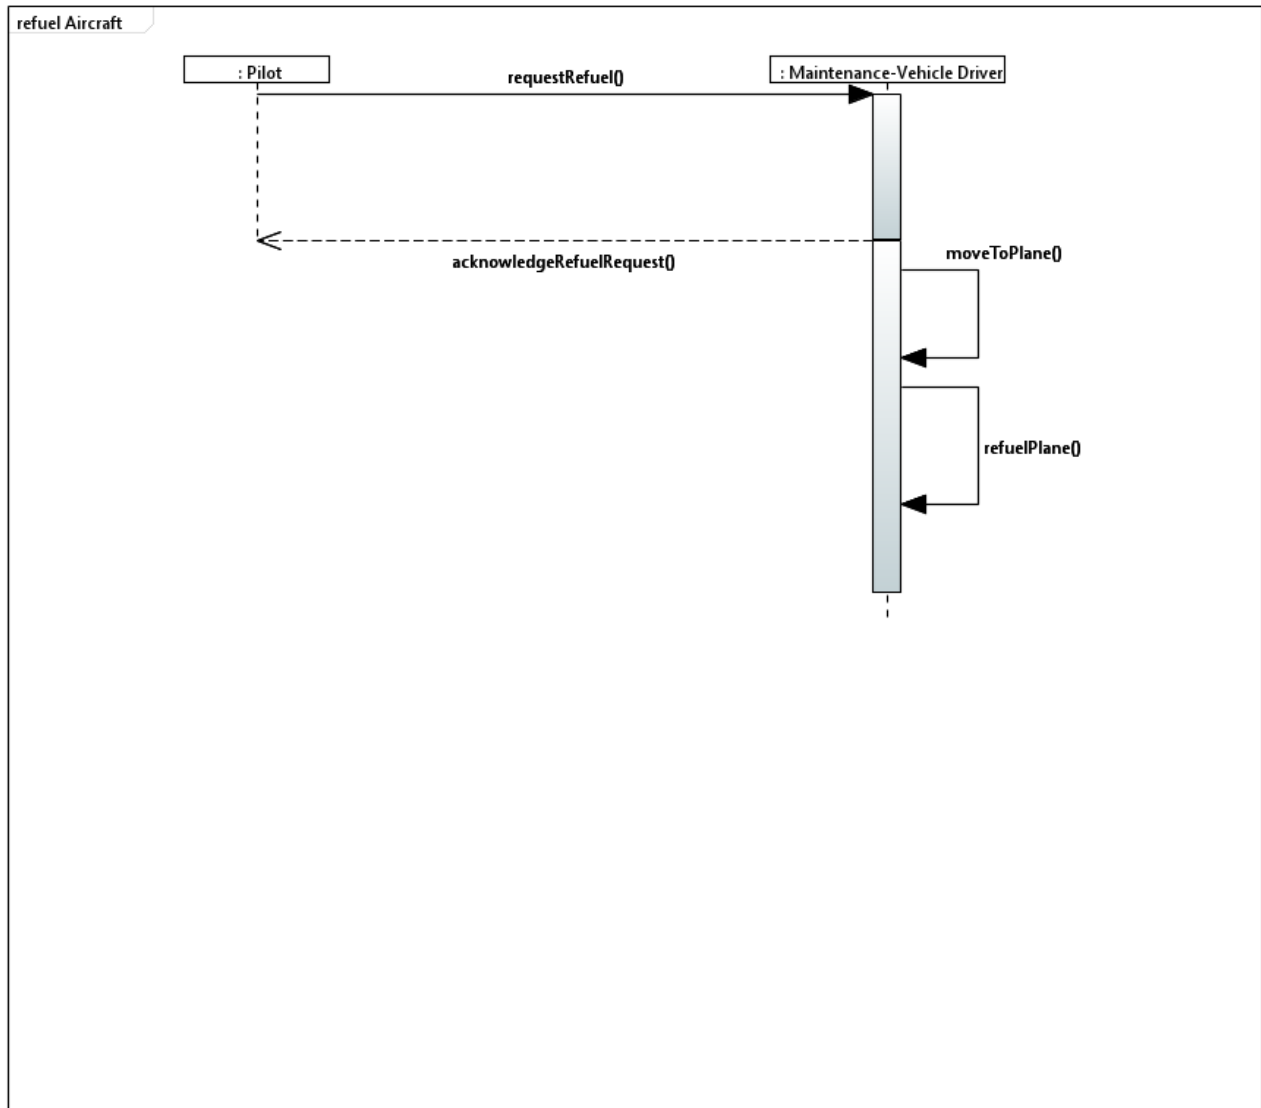 refuel Aircraft
: Pilot
requestRefuel()
: Maintenance-Vehicle Driver
acknowledgeRefuelRequest()
moveToPlane()
refuelPlane()